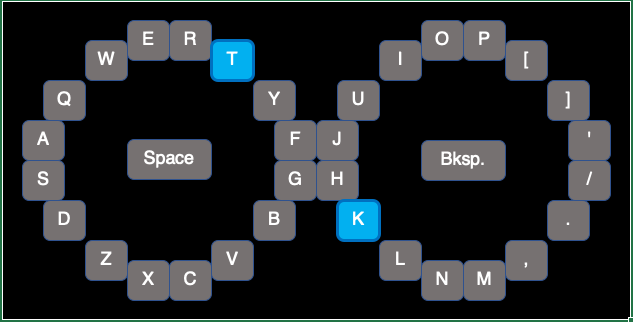 E R O P
W T I [
Q Y U ]
A F J '
Space Bksp.
S G H /
D B K .
Z V L ,
X C N M